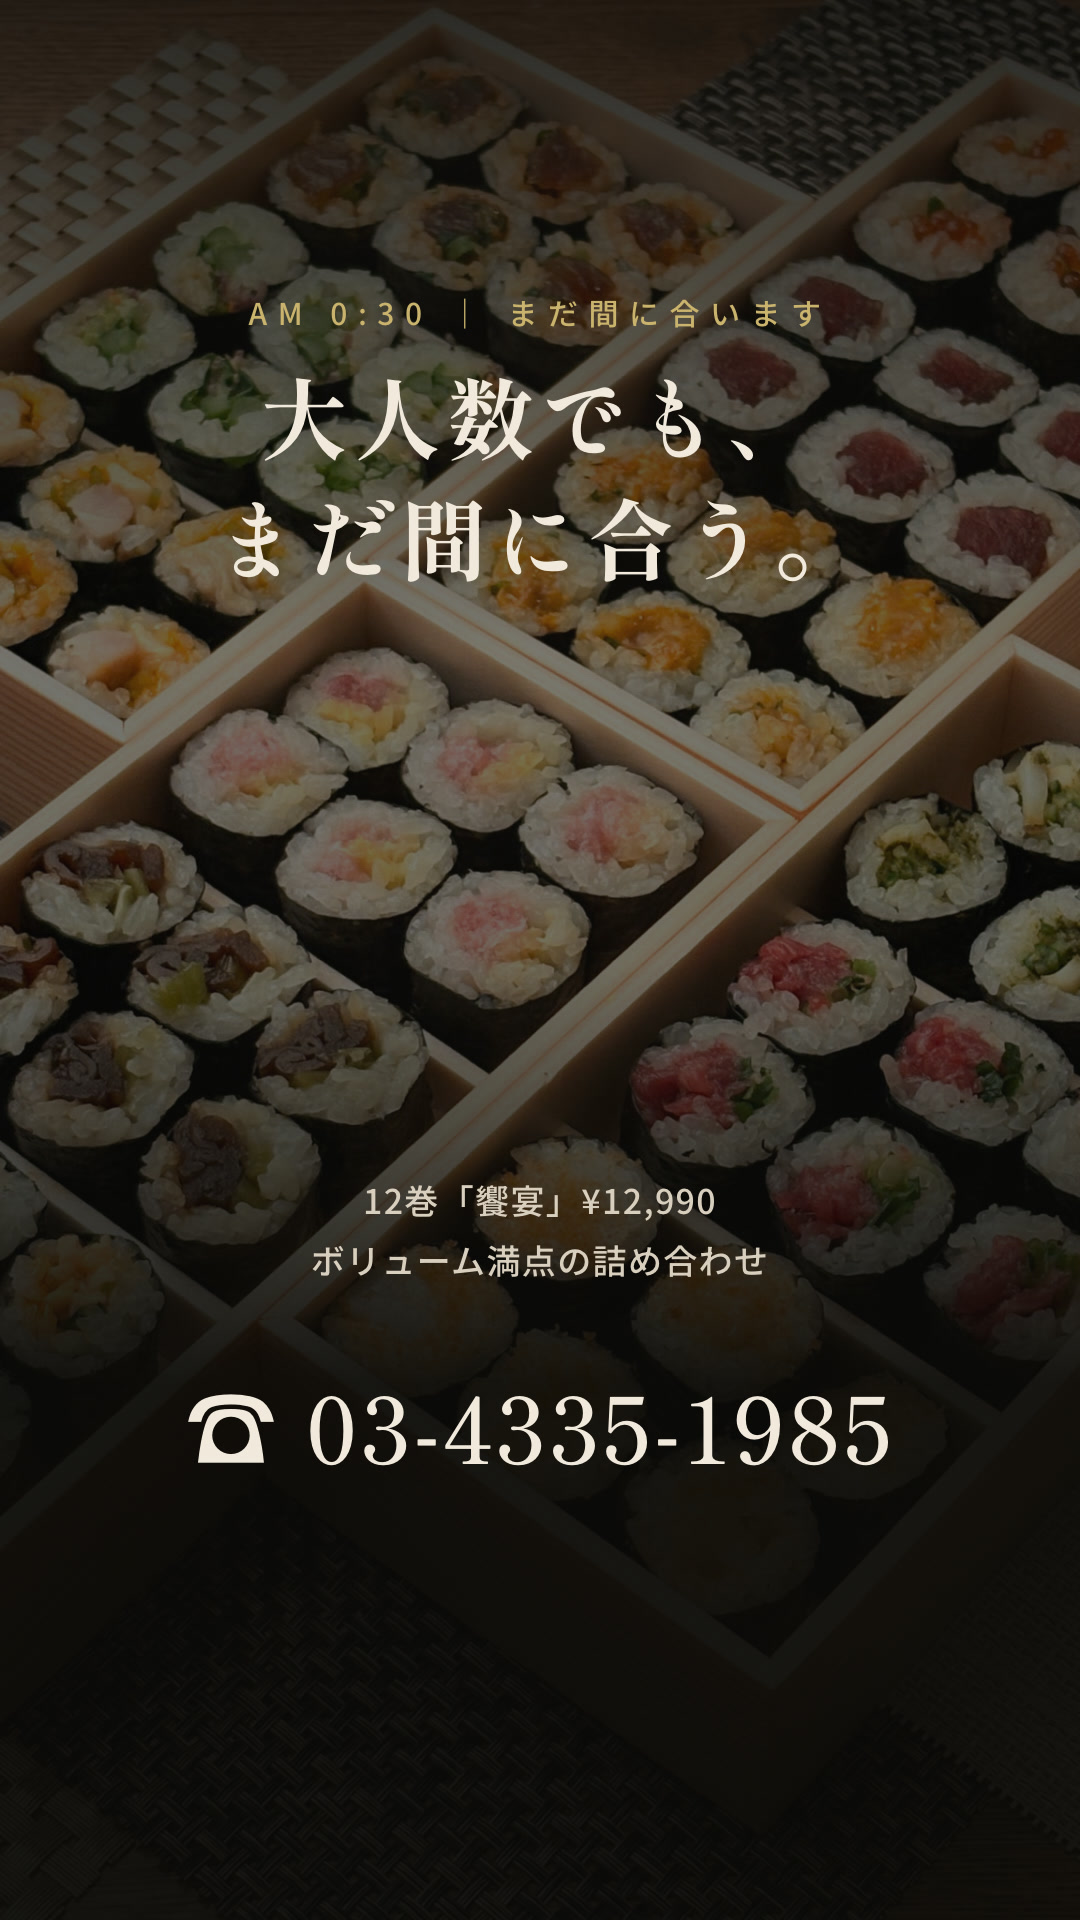 AM 0:30 ｜ まだ間に合います
大人数でも、
まだ間に合う。
12巻「饗宴」¥12,990
ボリューム満点の詰め合わせ
☎ 03-4335-1985